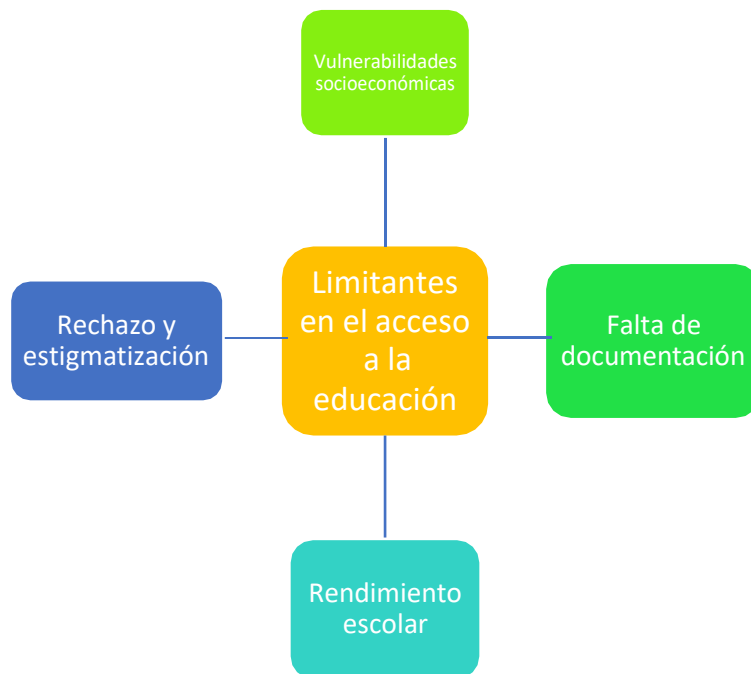 Vulnerabilidades
socioeconómicas
Limitantes
en el acceso
a la
educación
Rechazo y
estigmatización
Falta de
documentación
Rendimiento
escolar